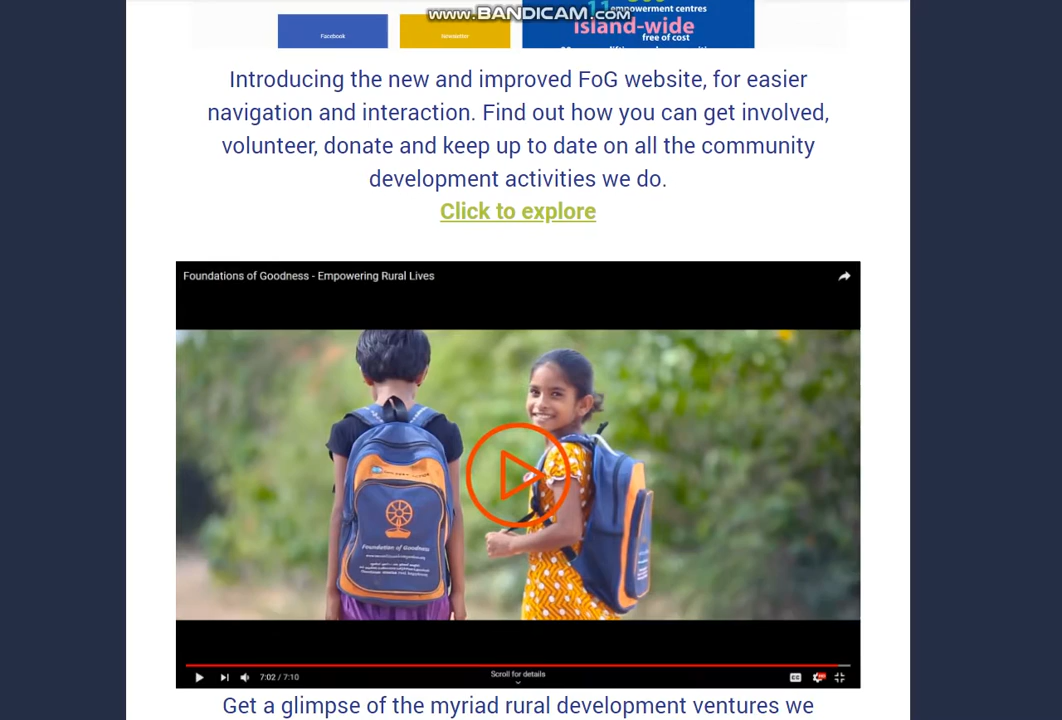 www.BANDICAM.com
empowerment centres
island-wide
free of cost
Facebook
Newsletter
Introducing the new and improved FoG website, for easier
navigation and interaction. Find out how you can get involved,
volunteer, donate and keep up to date on all the community
development activities we do.
Click to explore
Foundations of Goodness - Empowering Rural Lives
Foundation of Goodness
7:02 / 7:10
Scroll for details
CC
Get a glimpse of the myriad rural development ventures we